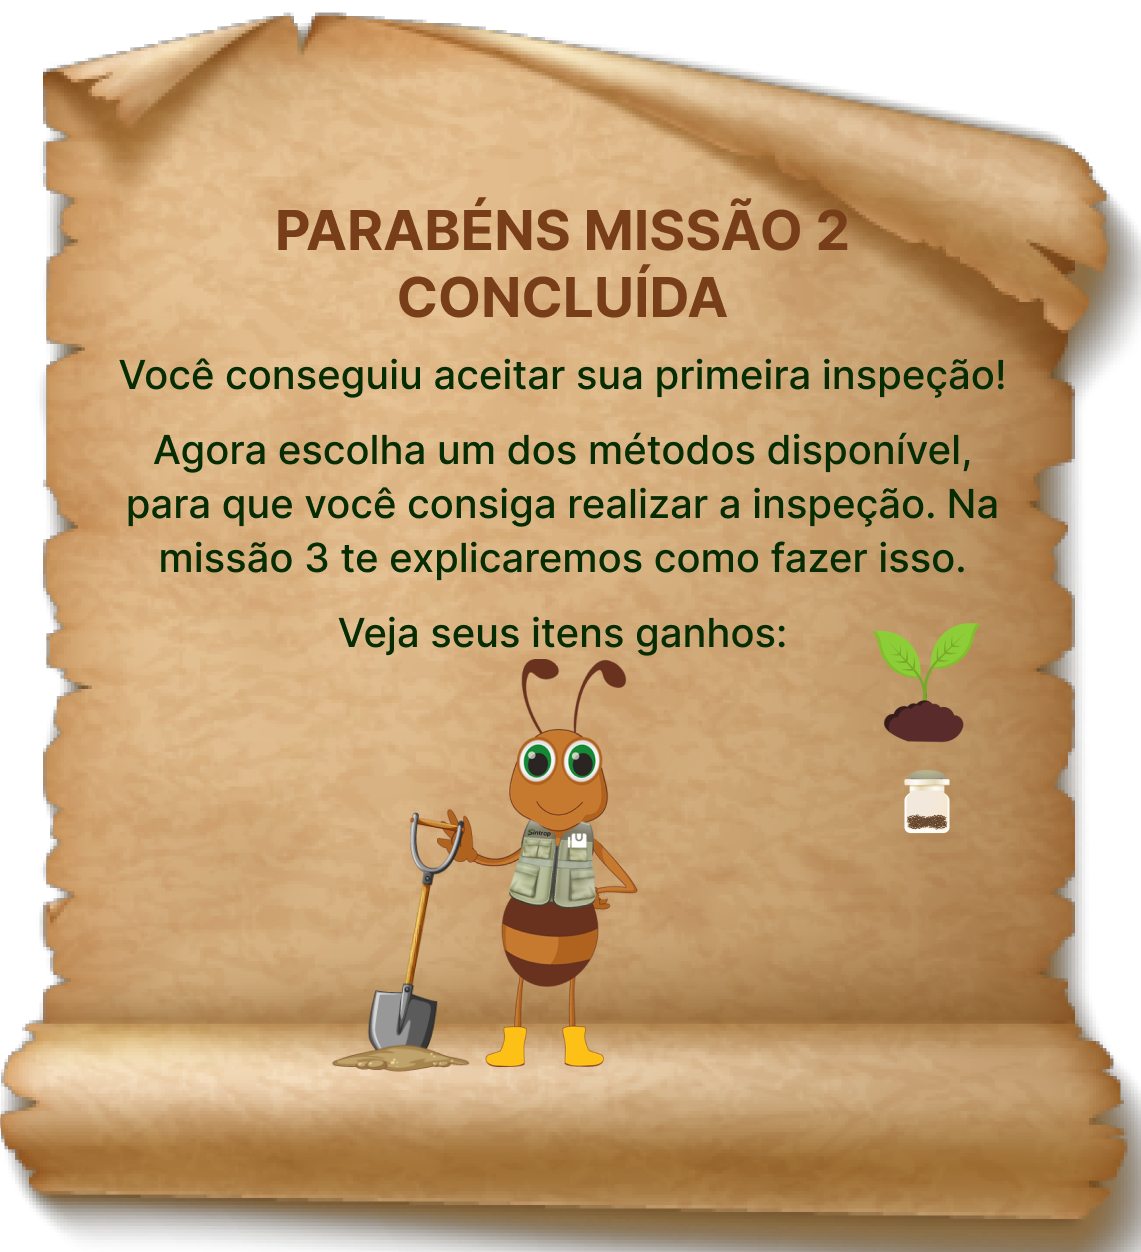 PARABÉNS MISSÃO 2
CONCLUÍDA
Você conseguiu aceitar sua primeira inspeção!
Agora escolha um dos métodos disponível,
para que você consiga realizar a inspeção. Na
missão 3 te explicaremos como fazer isso.
Veja seus itens ganhos:
Sintrop